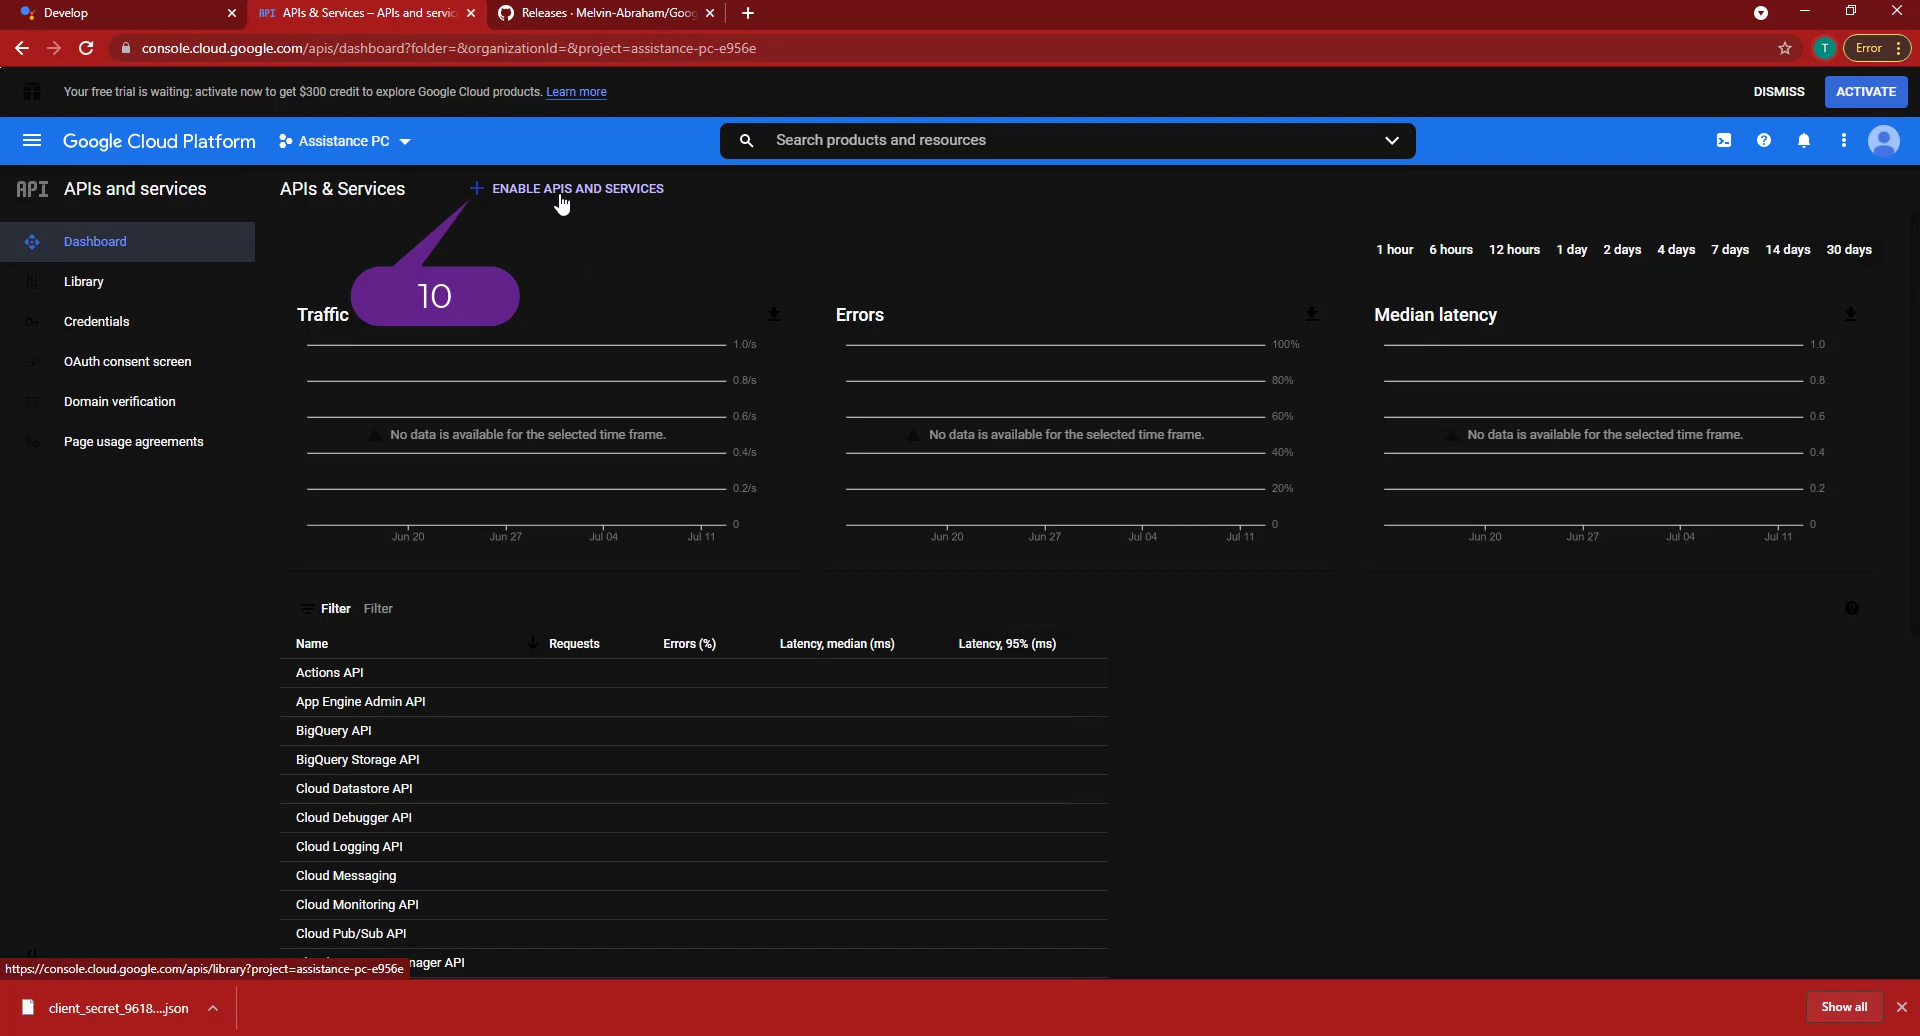 Develop
API APIs & Services – APIs and servic
Releases · Melvin-Abraham/Goog
console.cloud.google.com/apis/dashboard?folder=&organizationId=&project=assistance-pc-e956e
T
Error
Your free trial is waiting: activate now to get $300 credit to explore Google Cloud products. Learn more
DISMISS
ACTIVATE
Google Cloud Platform
Assistance PC
Search products and resources
API APIs and services
APIs & Services
ENABLE APIS AND SERVICES
Dashboard
Library
Credentials
OAuth consent screen
Domain verification
Page usage agreements
10
1 hour 6 hours 12 hours 1 day 2 days 4 days 7 days 14 days 30 days
Traffic
1.0/s
0.8/s
0.6/s
No data is available for the selected time frame.
0.4/s
0.2/s
0
Jun 20 Jun 27 Jul 04 Jul 11
Errors
100%
80%
60%
No data is available for the selected time frame.
40%
20%
0
Jun 20 Jun 27 Jul 04 Jul 11
Median latency
1.0
0.8
0.6
No data is available for the selected time frame.
0.4
0.2
0
Jun 20 Jun 27 Jul 04 Jul 11
Filter Filter
Name Requests Errors (%) Latency, median (ms) Latency, 95% (ms)
Actions API
App Engine Admin API
BigQuery API
BigQuery Storage API
Cloud Datastore API
Cloud Debugger API
Cloud Logging API
Cloud Messaging
Cloud Monitoring API
Cloud Pub/Sub API
nager API
https://console.cloud.google.com/apis/library?project=assistance-pc-e956e
client_secret_9618....json
Show all